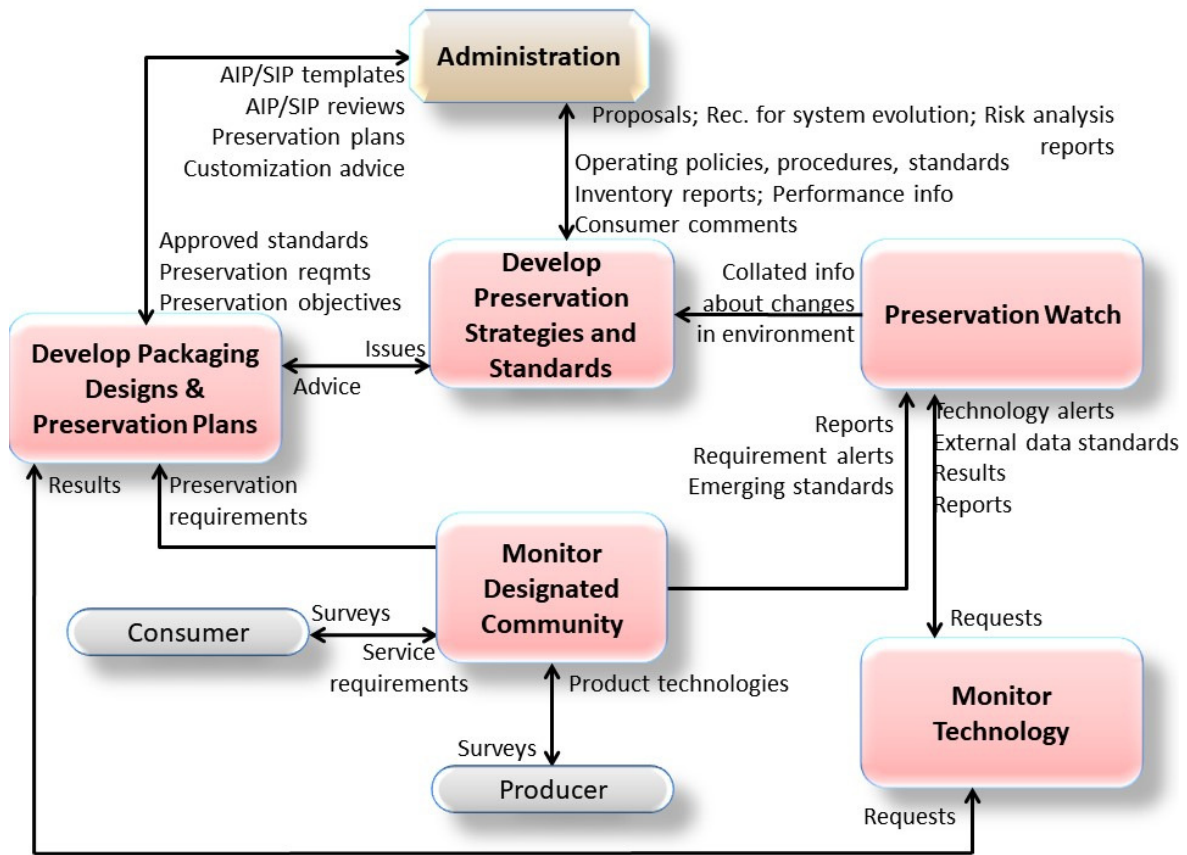 Administration
AIP/SIP templates
AIP/SIP reviews
Preservation plans
Customization advice
Proposals; Rec. for system evolution; Risk analysis
reports
Operating policies, procedures, standards
Inventory reports; Performance info
Consumer comments
Approved standards
Preservation reqmts
Preservation objectives
Develop
Preservation
Strategies and
Standards
Collated info
about changes
in environment
Preservation Watch
Develop Packaging
Designs &
Preservation Plans
Issues
Advice
Reports
Requirement alerts
Emerging standards
Technology alerts
External data standards
Results
Reports
Results
Preservation
requirements
Monitor
Designated
Community
Consumer
Surveys
Service
requirements
Product technologies
Surveys
Producer
Requests
Monitor
Technology
Requests